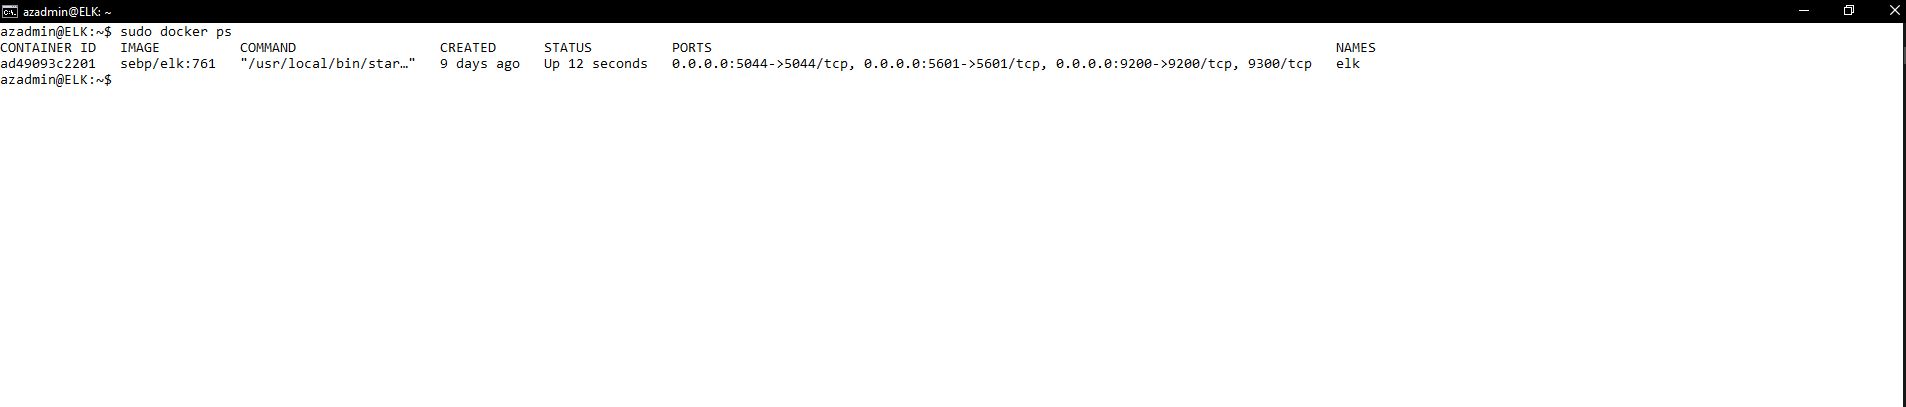 azadmin@ELK: ~
azadmin@ELK:~$ sudo docker ps
CONTAINER ID   IMAGE          COMMAND                  CREATED      STATUS          PORTS                                                                              NAMES
ad49093c2201   sebp/elk:761   "/usr/local/bin/star…"   9 days ago   Up 12 seconds   0.0.0.0:5044->5044/tcp, 0.0.0.0:5601->5601/tcp, 0.0.0.0:9200->9200/tcp, 9300/tcp   elk
azadmin@ELK:~$